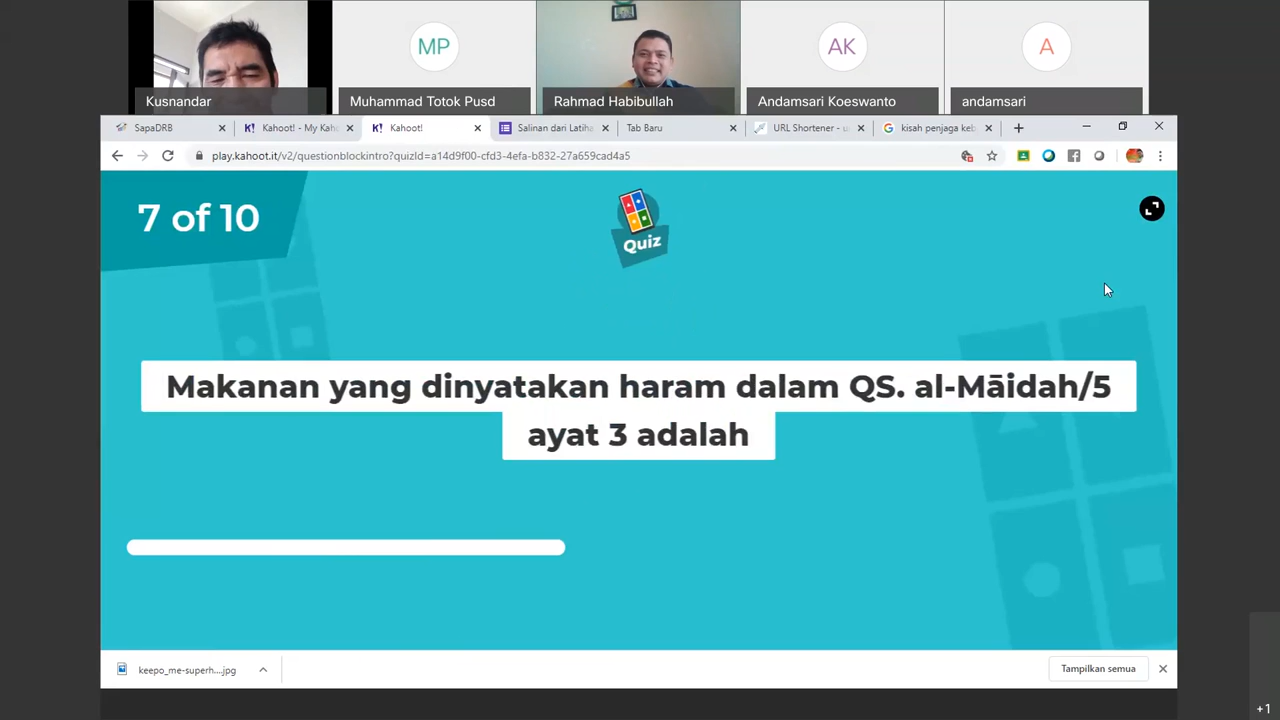 MP
AK
A
Kusnandar
Muhammad Totok Pusd
Rahmad Habibullah
Andamsari Koeswanto
andamsari
SapaDRB
Kahoot! - My Kah
Kahoot!
Salinan dari Latiha
Tab Baru
URL Shortener - u
kisah penjaga keb
play.kahoot.it/v2/questionblockintro?quizId=a14d9f00-cfd3-4efa-b832-27a659cad4a5
7 of 10
Quiz
Makanan yang dinyatakan haram dalam QS. al-Māidah/5
ayat 3 adalah
keepo_me-superh....jpg
Tampilkan semua
+1